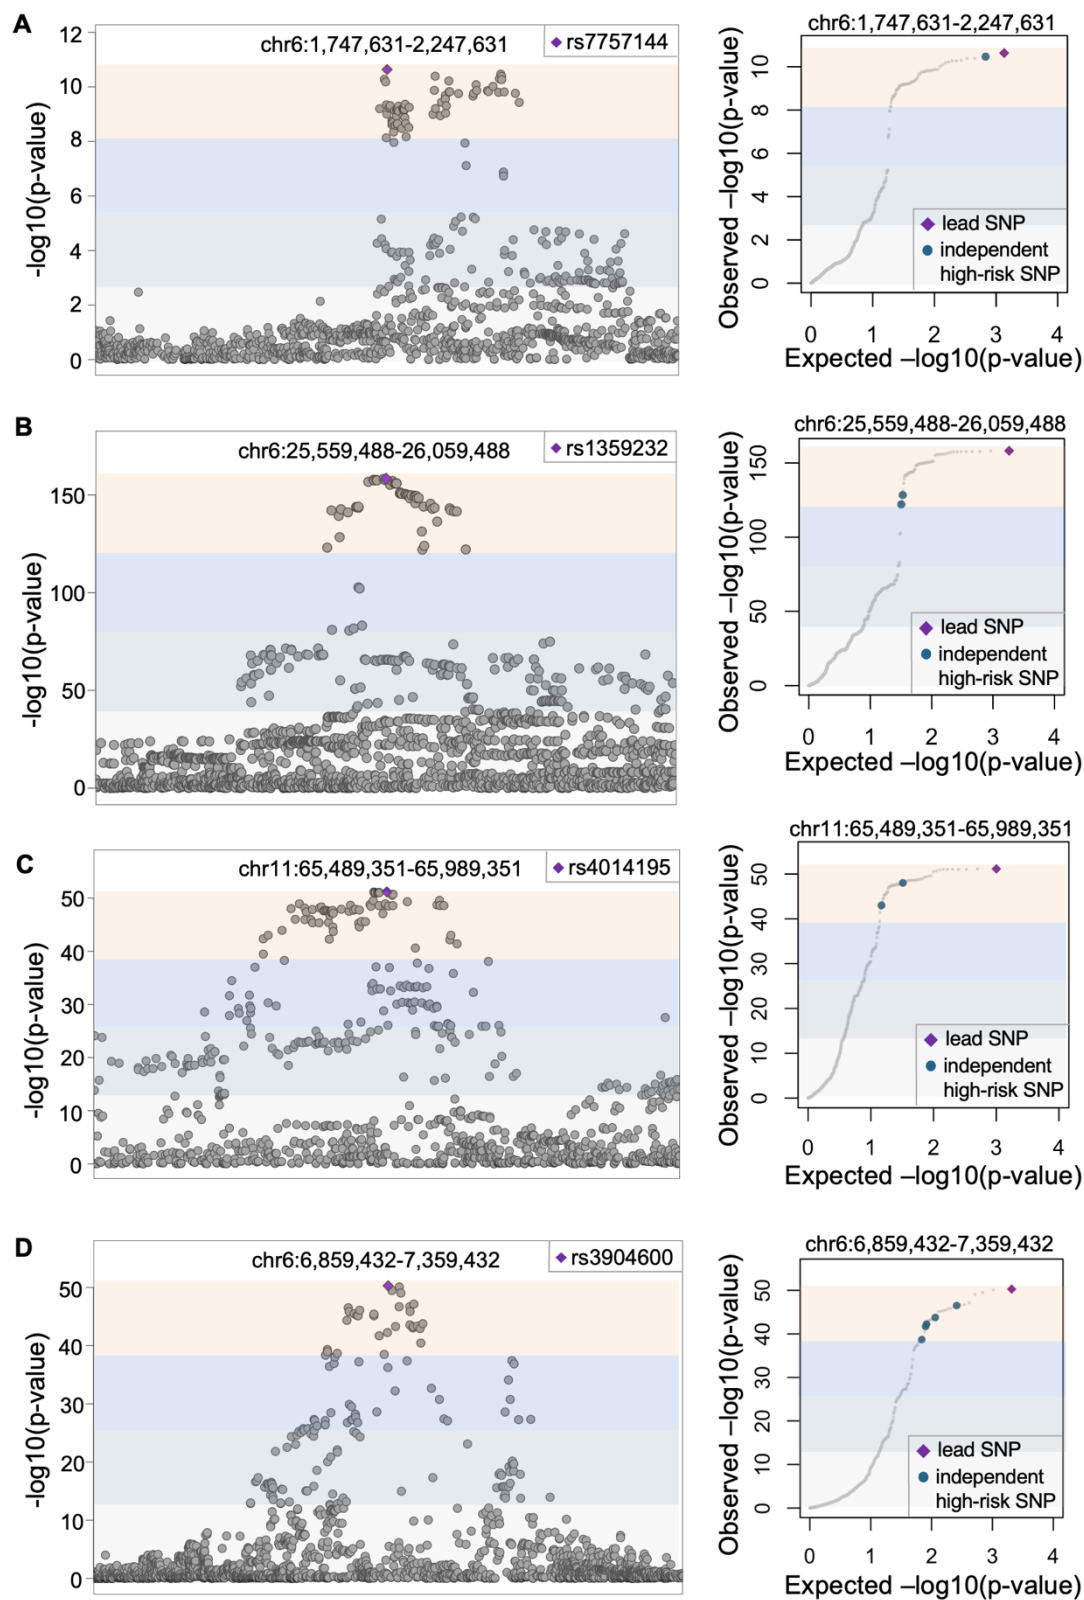 A
chr6:1,747,631-2,247,631
rs7757144
12
10
8
6
4
2
0
-log10(p-value)
chr6:1,747,631-2,247,631
10
8
6
4
2
0
Observed –log10(p-value)
lead SNP
independent
high-risk SNP
0 1 2 3 4
Expected –log10(p-value)
B
chr6:25,559,488-26,059,488
rs1359232
150
100
50
0
-log10(p-value)
chr6:25,559,488-26,059,488
150
100
50
0
Observed –log10(p-value)
lead SNP
independent
high-risk SNP
0 1 2 3 4
Expected –log10(p-value)
C
chr11:65,489,351-65,989,351
rs4014195
50
40
30
20
10
0
-log10(p-value)
chr11:65,489,351-65,989,351
50
40
30
20
10
0
Observed –log10(p-value)
lead SNP
independent
high-risk SNP
0 1 2 3 4
Expected –log10(p-value)
D
chr6:6,859,432-7,359,432
rs3904600
50
40
30
20
10
0
-log10(p-value)
chr6:6,859,432-7,359,432
50
40
30
20
10
0
Observed –log10(p-value)
lead SNP
independent
high-risk SNP
0 1 2 3 4
Expected –log10(p-value)